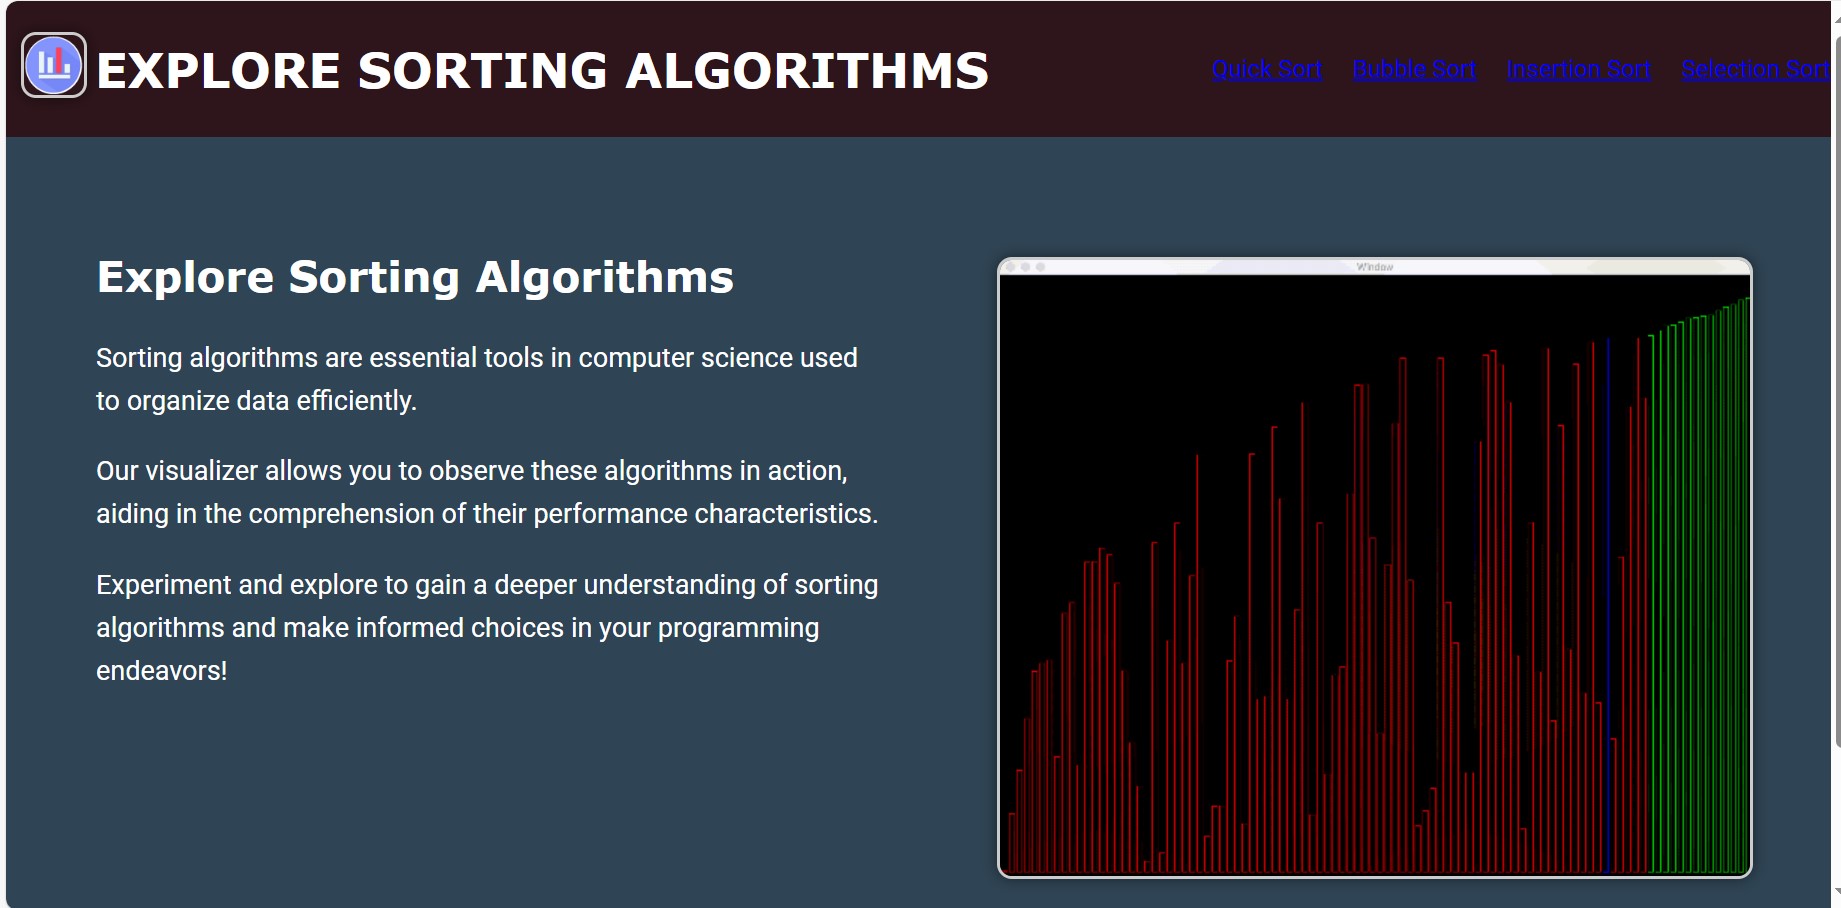 EXPLORE SORTING ALGORITHMS
Quick Sort Bubble Sort Insertion Sort Selection Sort
Explore Sorting Algorithms
Sorting algorithms are essential tools in computer science used
to organize data efficiently.
Our visualizer allows you to observe these algorithms in action,
aiding in the comprehension of their performance characteristics.
Experiment and explore to gain a deeper understanding of sorting
algorithms and make informed choices in your programming
endeavors!
Window